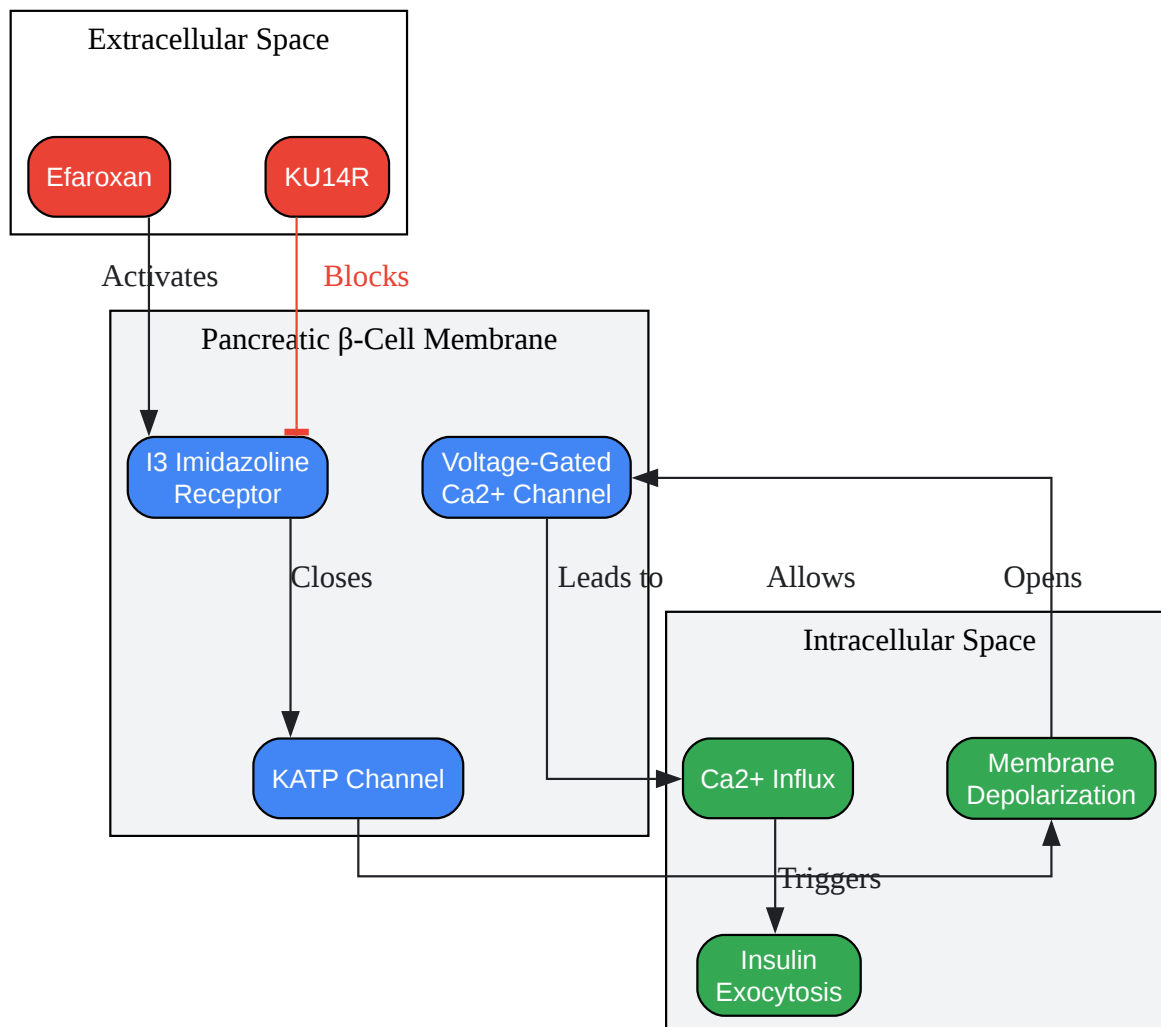 Extracellular Space
Efaroxan
KU14R
Activates
Blocks
Pancreatic β-Cell Membrane
I3 Imidazoline
Receptor
Voltage-Gated
Ca2+ Channel
Closes
Leads to
Allows
Opens
Intracellular Space
KATP Channel
Ca2+ Influx
Membrane
Depolarization
Triggers
Insulin
Exocytosis